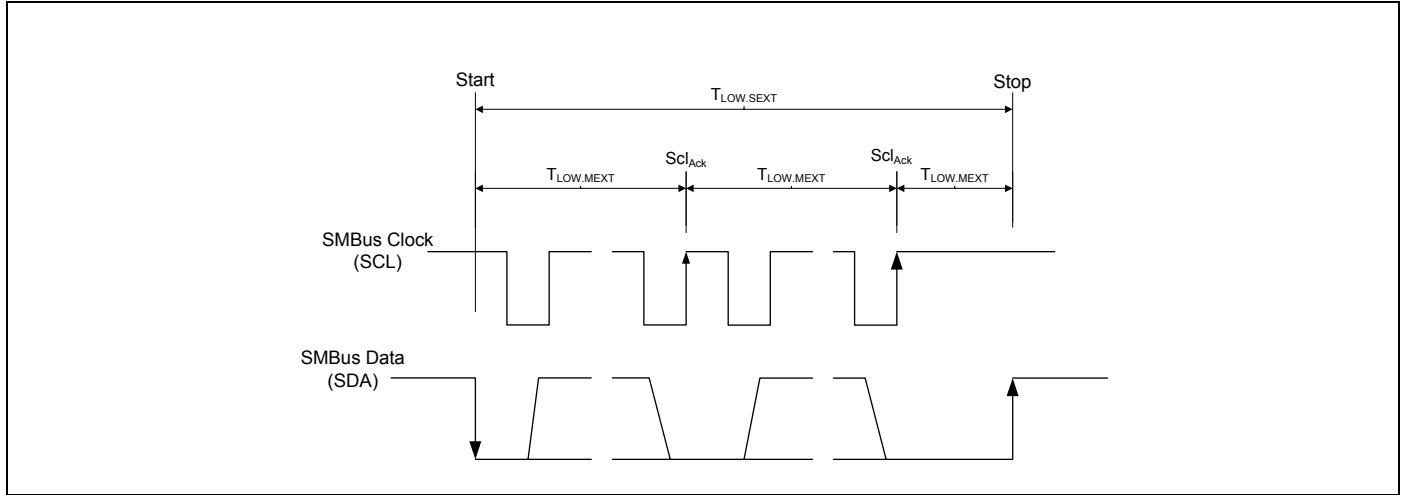 Start
Stop
TLOW.SEXT
SclAck
SclAck
TLOW.MEXT
TLOW.MEXT
TLOW.MEXT
SMBus Clock
(SCL)
SMBus Data
(SDA)